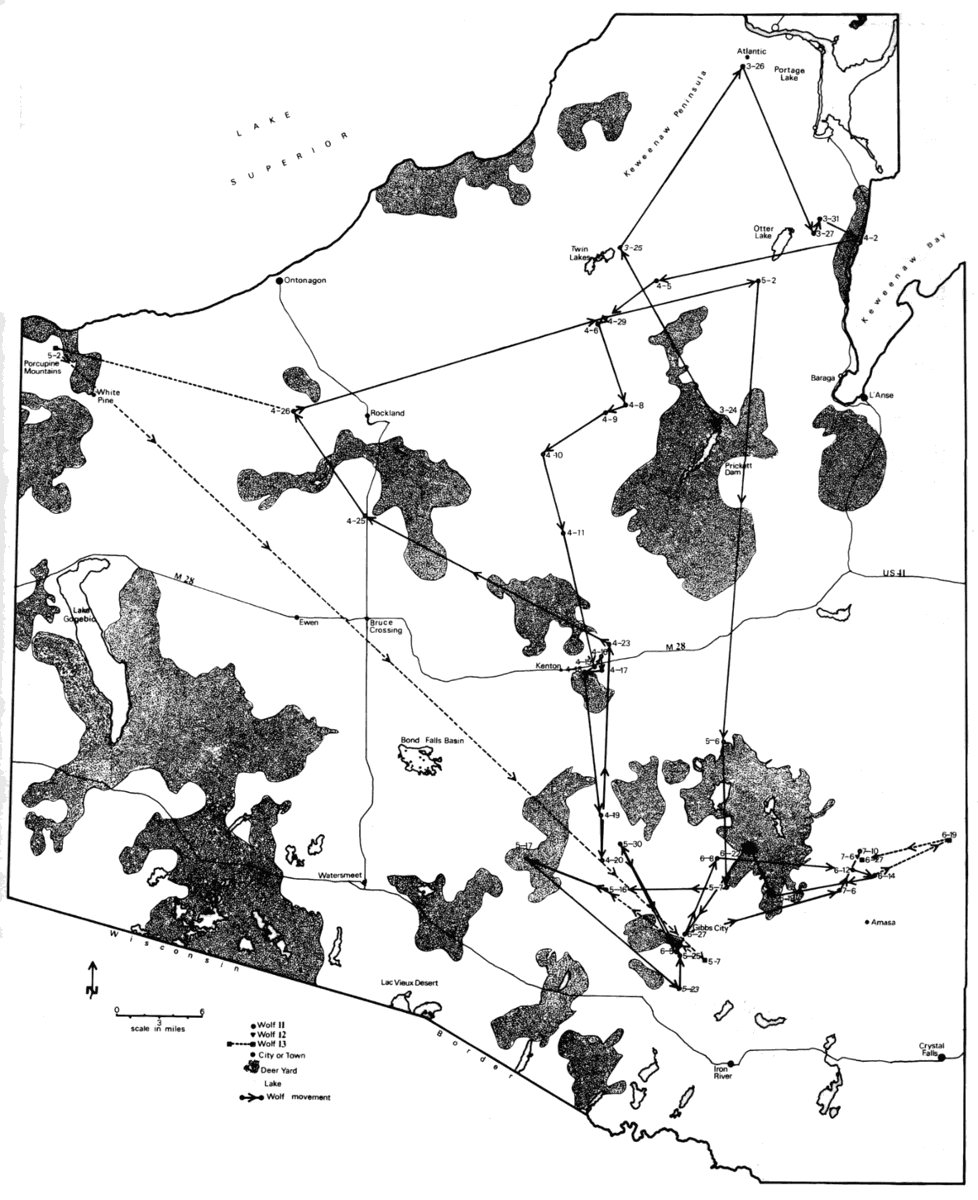 Atlantic
3-26
Portage
Lake
LAKE
SUPERIOR
Keweenaw Peninsula
3-31
3-27
Otter
Lake
4-2
3-25
Twin
Lakes
Keweenaw Bay
Ontonagon
4-5
5-2
4-6
4-29
5-2
Porcupine
Mountains
White
Pine
Baraga
L'Anse
4-8
4-9
4-26
Rockland
3-24
4-10
Prickett
Dam
4-25
4-11
M 28
US 41
Lake
Gogebic
Ewen
Bruce
Crossing
4-23
M 28
Kenton
4-17
Bond Falls Basin
5-6
4-19
5-30
6-19
5-17
4-20
6-8
7-10
7-6
6-12
6-14
Watersmeet
5-16
7-6
Gibbs City
Amasa
6-27
5-25
5-7
5-23
Wisconsin
Border
Lac Vieux Desert
N
0
3
6
scale in miles
Wolf 11
Wolf 12
Wolf 13
City or Town
Deer Yard
Lake
Wolf movement
Iron
River
Crystal
Falls